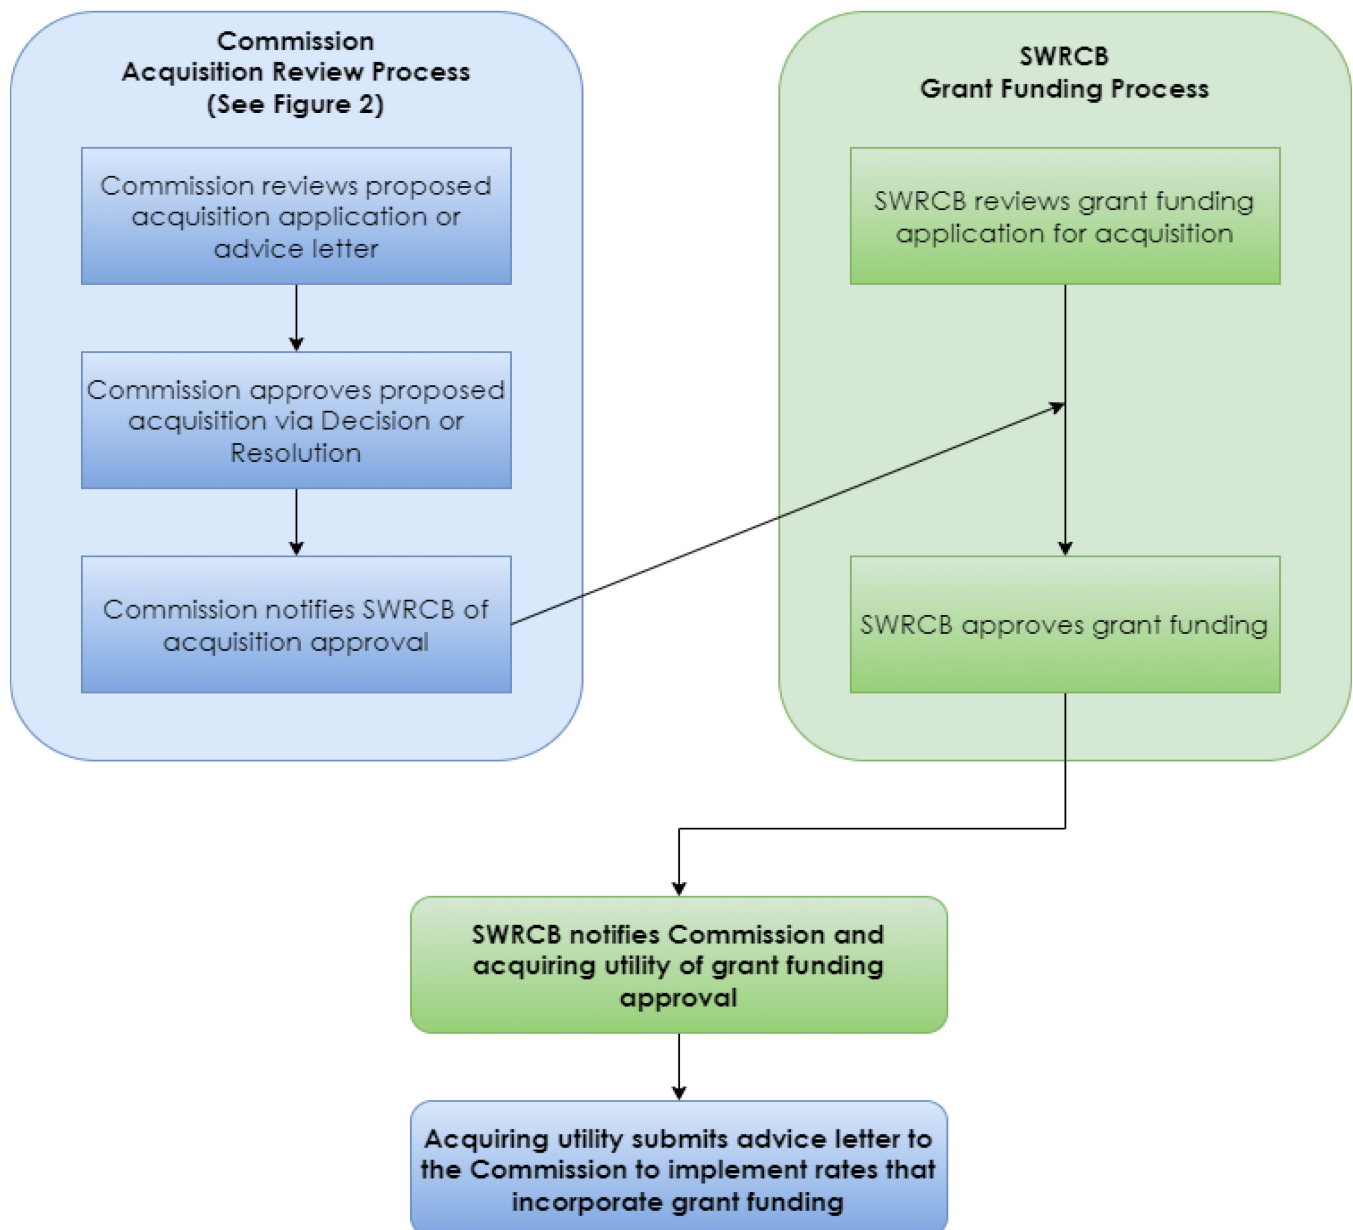 Commission
Acquisition Review Process
(See Figure 2)
Commission reviews proposed
acquisition application or
advice letter
Commission approves proposed
acquisition via Decision or
Resolution
Commission notifies SWRCB of
acquisition approval
SWRCB
Grant Funding Process
SWRCB reviews grant funding
application for acquisition
SWRCB approves grant funding
SWRCB notifies Commission and
acquiring utility of grant funding
approval
Acquiring utility submits advice letter to
the Commission to implement rates that
incorporate grant funding